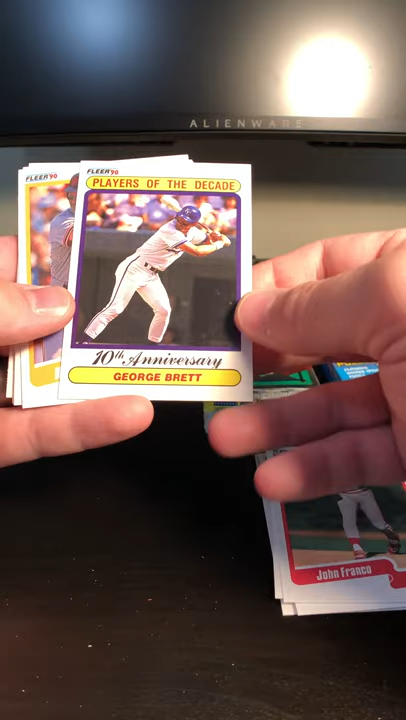 ALIENWARE
FLEER'90
FLEER'90
PLAYERS OF THE DECADE
10th Anniversary
GEORGE BRETT
John Franco